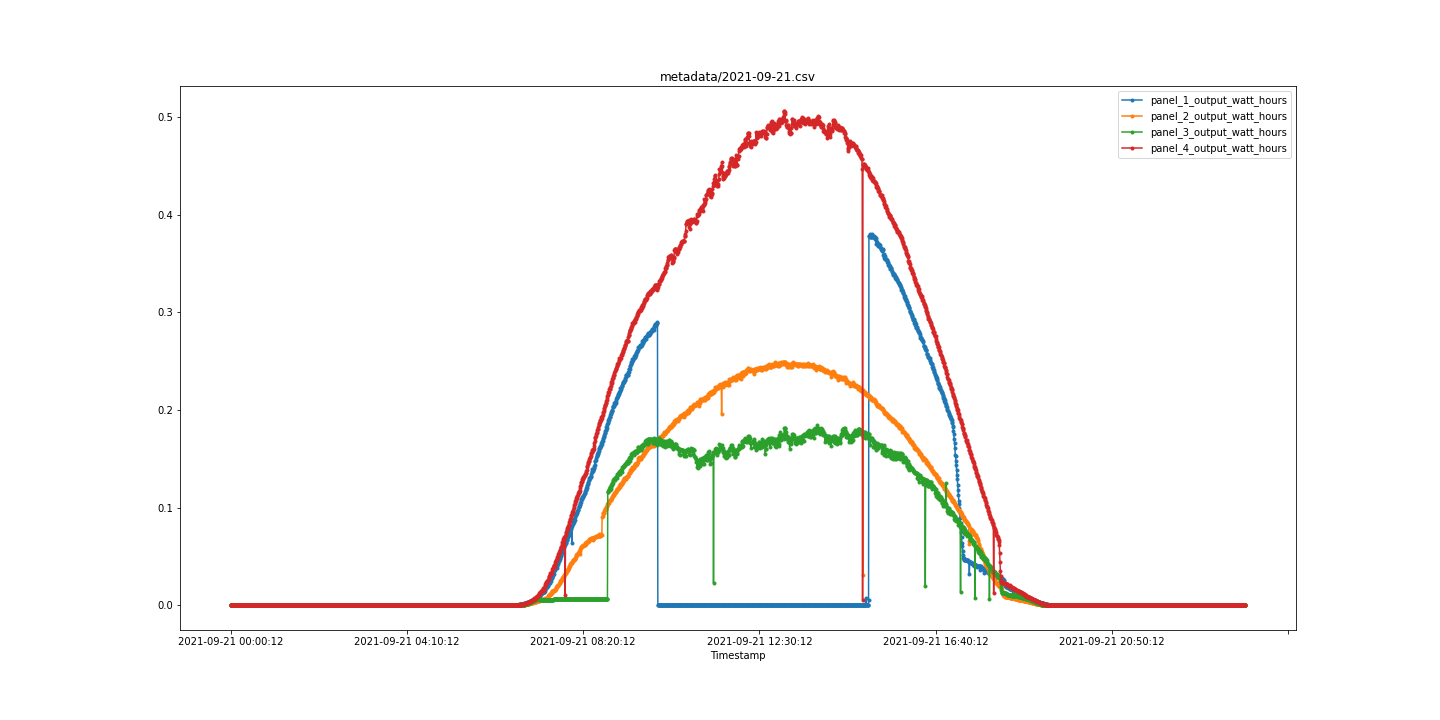 metadata/2021-09-21.csv
panel_1_output_watt_hours
panel_2_output_watt_hours
panel_3_output_watt_hours
panel_4_output_watt_hours
0.5
0.4
0.3
0.2
0.1
0.0
2021-09-21 00:00:12 2021-09-21 04:10:12 2021-09-21 08:20:12 2021-09-21 12:30:12 2021-09-21 16:40:12 2021-09-21 20:50:12
Timestamp